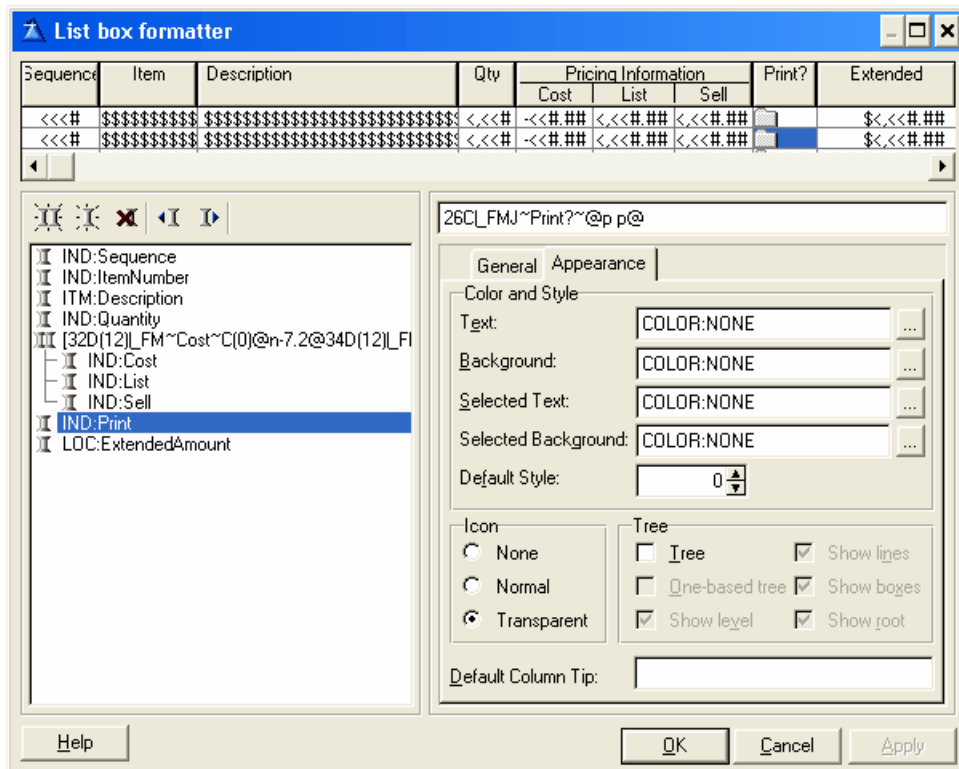 List box formatter
Sequence Item Description Qty Pricing Information Print? Extended
Cost List Sell
<<<# $$$$$$$$$$ $$$$$$$$$$$$$$$$$$$$$$$$$$ <,<<# -<<#.## <,<<#.## <,<<#.## $<,<<#.##
<<<# $$$$$$$$$$ $$$$$$$$$$$$$$$$$$$$$$$$$$ <,<<# -<<#.## <,<<#.## <,<<#.## $<,<<#.##
26C|_FMJ~Print?~@p p@
IND:Sequence
IND:ItemNumber
ITM:Description
IND:Quantity
[32D(12)|_FM~Cost~C(0)@n-7.2@34D(12)|_Fl
IND:Cost
IND:List
IND:Sell
IND:Print
LOC:ExtendedAmount
General Appearance
Color and Style
Text: COLOR:NONE ...
Background: COLOR:NONE ...
Selected Text: COLOR:NONE ...
Selected Background: COLOR:NONE ...
Default Style: 0
Icon
None
Normal
Transparent
Tree
Tree Show lines
One-based tree Show boxes
Show level Show root
Default Column Tip:
Help OK Cancel Apply